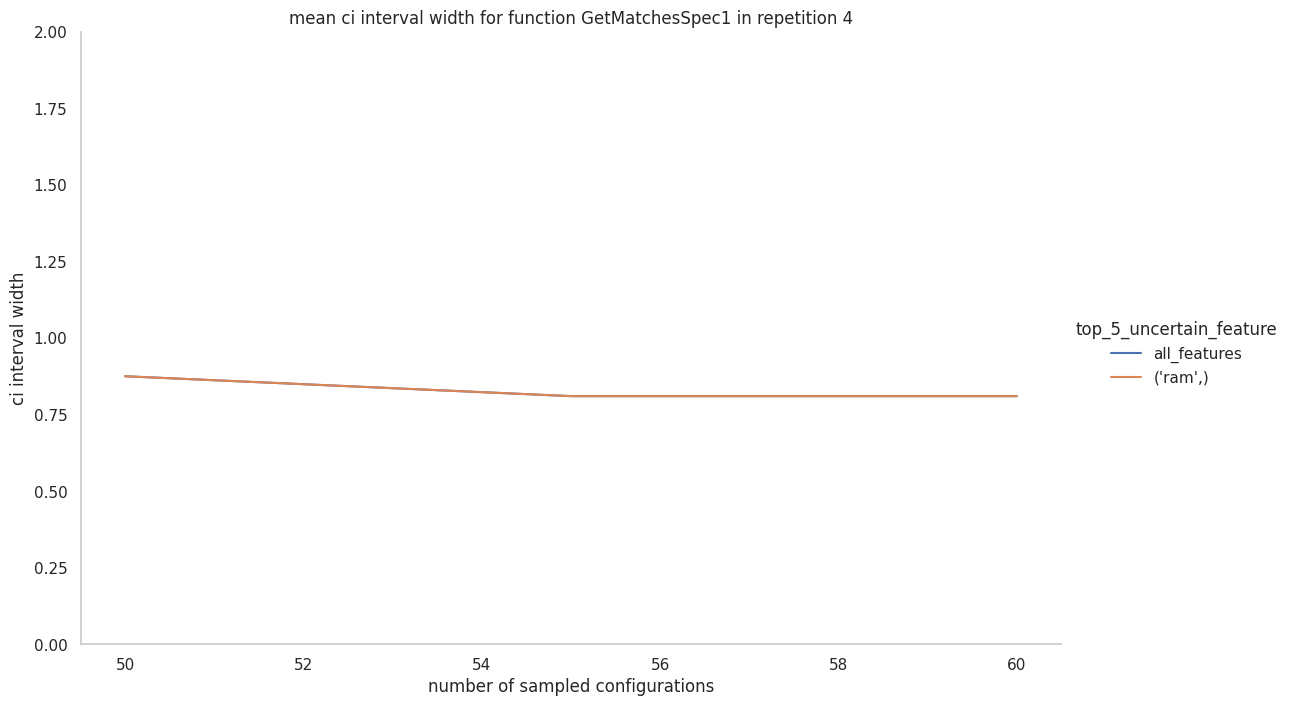 mean ci interval width for function GetMatchesSpec1 in repetition 4
2.00
1.75
1.50
1.25
1.00
0.75
0.50
0.25
0.00
ci interval width
50
52
54
56
58
60
number of sampled configurations
top_5_uncertain_feature
all_features
('ram',)